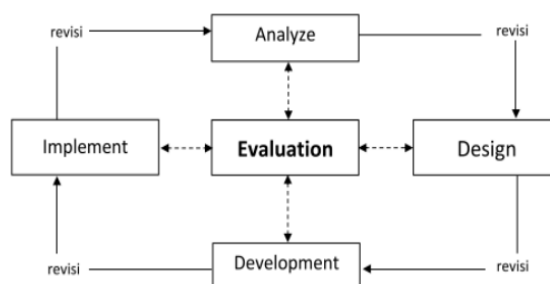 revisi
Analyze
revisi
Implement
Evaluation
Design
revisi
Development
revisi